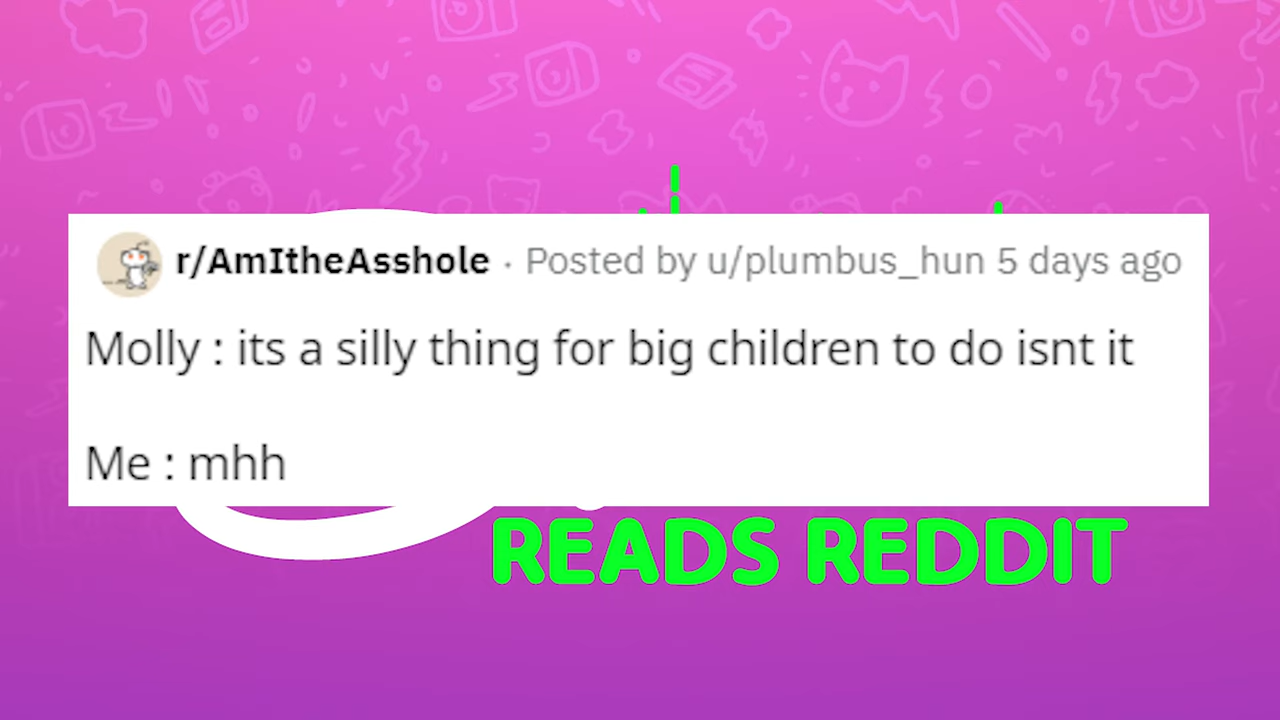 r/AmItheAsshole · Posted by u/plumbus_hun 5 days ago
Molly : its a silly thing for big children to do isnt it
Me : mhh
READS REDDIT